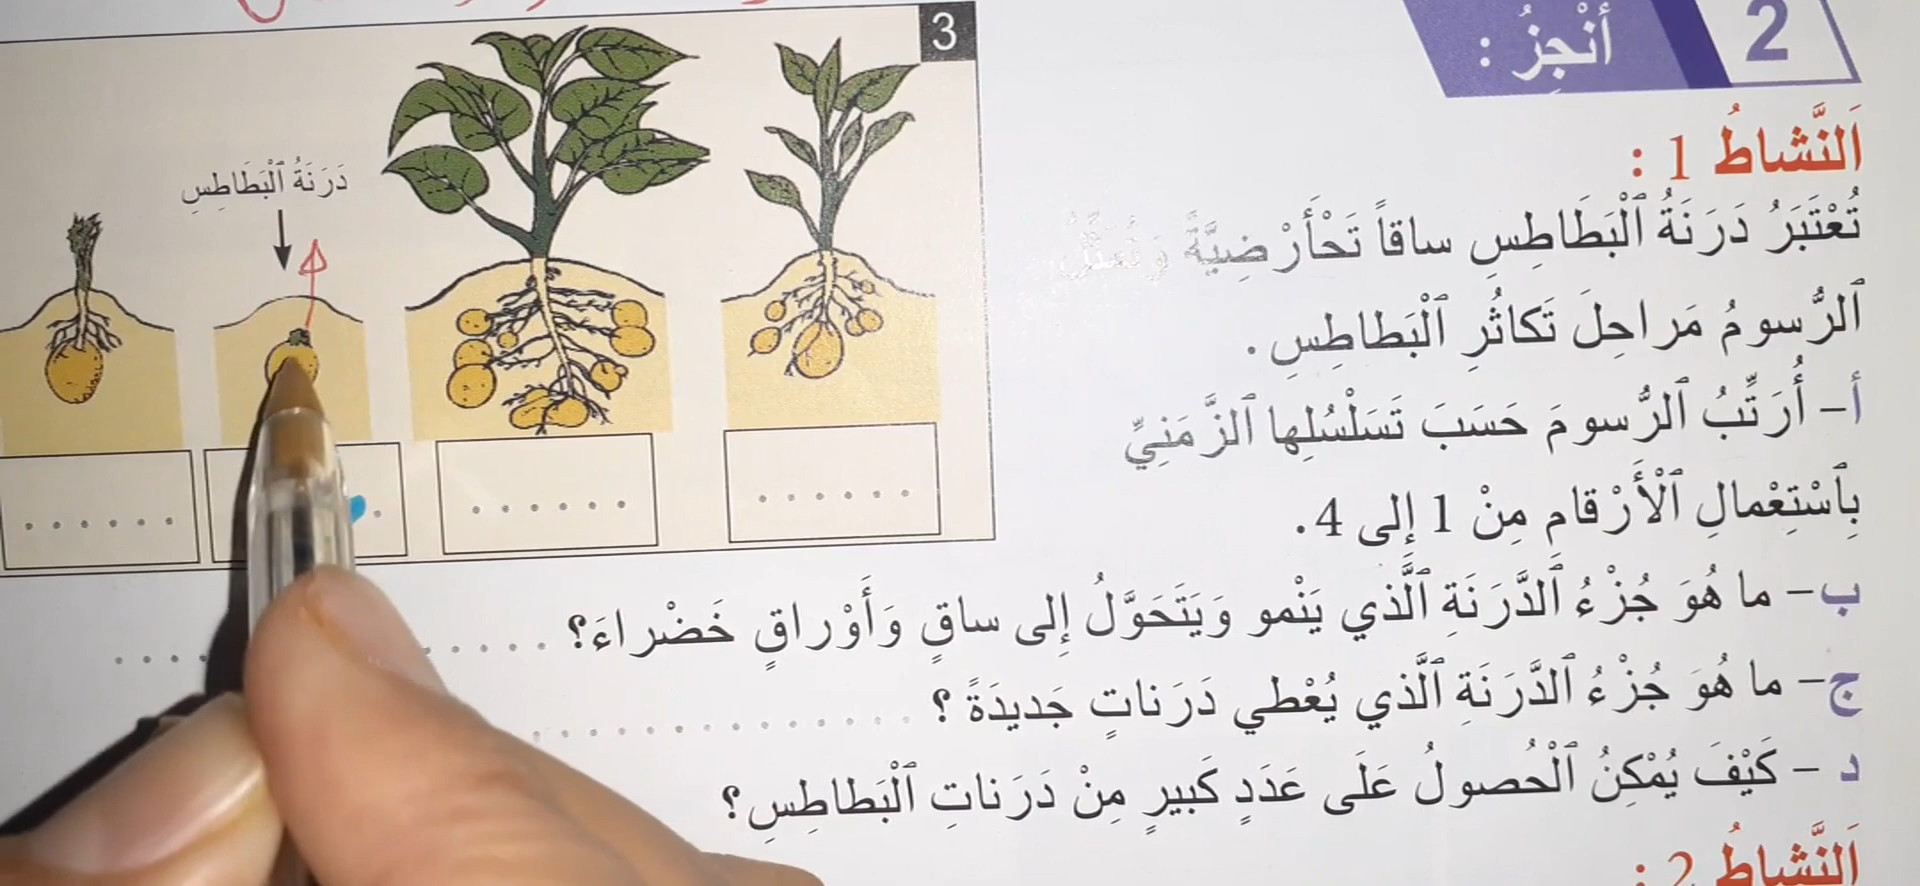 3
دَرَنَةُ ٱلْبَطَاطِسِ
2
أُنْجِزُ :
اَلنَّشاطُ 1 :
تُعْتَبَرُ دَرَنَةُ ٱلْبَطَاطِسِ ساقاً تَحْأَرْضِيَّةً وَتُمَثِّلُ
ٱلرُّسومُ مَراحِلَ تَكاثُرِ ٱلْبَطاطِسِ .
أ- أُرَتِّبُ ٱلرُّسومَ حَسَبَ تَسَلْسُلِها ٱلزَّمَنِيِّ
بِٱسْتِعْمالِ ٱلْأَرْقامِ مِنْ 1 إلى 4.
ب- ما هُوَ جُزْءُ ٱلدَّرَنَةِ ٱلَّذي يَنْمو وَيَتَحَوَّلُ إِلى ساقٍ وَأَوْراقٍ خَضْراءَ؟
ج- ما هُوَ جُزْءُ ٱلدَّرَنَةِ ٱلَّذي يُعْطي دَرَناتٍ جَديدَةً ؟
د - كَيْفَ يُمْكِنُ ٱلْحُصولُ عَلَى عَدَدٍ كَبيرٍ مِنْ دَرَناتِ ٱلْبَطاطِسِ؟
اَلنَّشاطُ 2 :